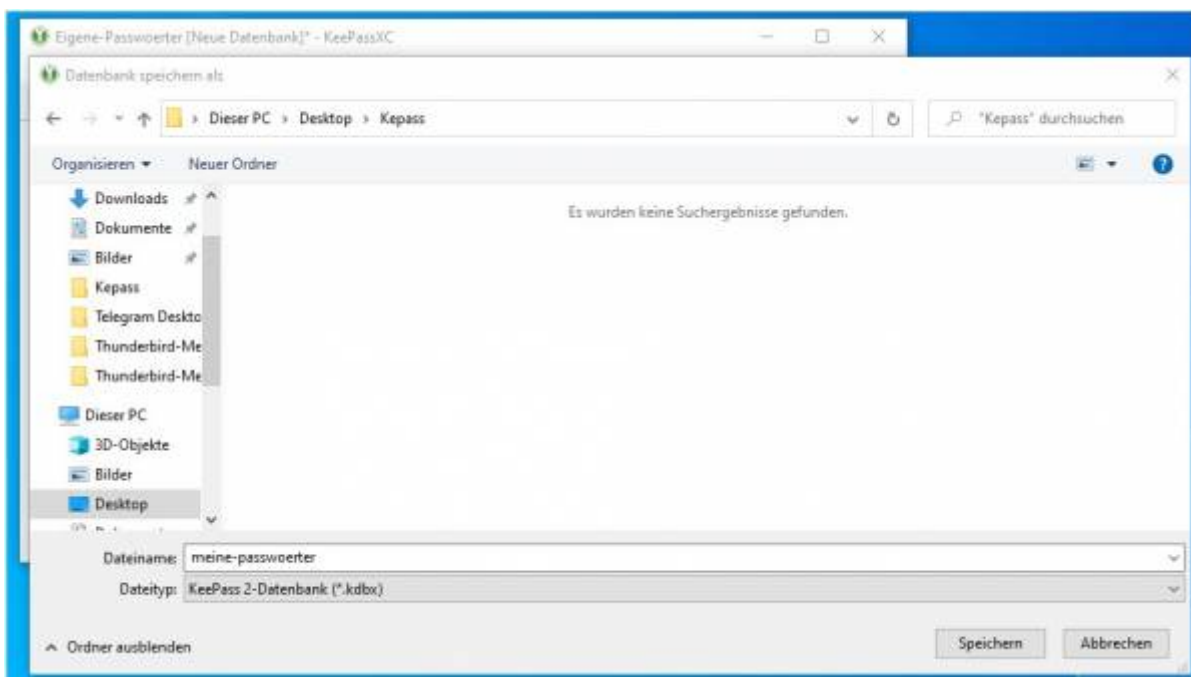 Eigene-Passwoerter [Neue Datenbank]* - KeePassXC
Datenbank speichern als
Dieser PC › Desktop › Kepass
"Kepass" durchsuchen
Organisieren
Neuer Ordner
Downloads
Es wurden keine Suchergebnisse gefunden.
Dokumente
Bilder
Kepass
Telegram Deskto
Thunderbird-Me
Thunderbird-Me
Dieser PC
3D-Objekte
Bilder
Desktop
Dateiname: meine-passwoerter
Dateityp: KeePass 2-Datenbank (*.kdbx)
Ordner ausblenden
Speichern
Abbrechen